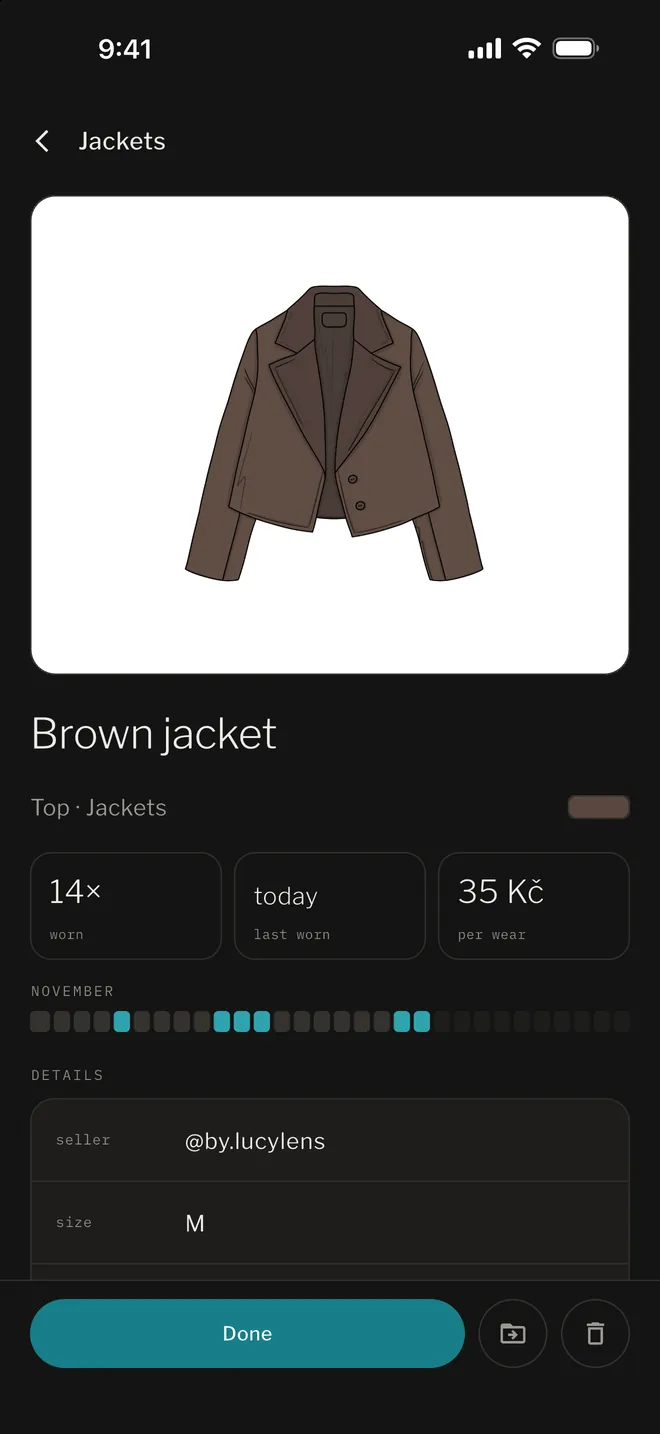 9:41
Jackets
Brown jacket
Top · Jackets
14× today 35 Kč
worn last worn per wear
NOVEMBER
DETAILS
seller @by.lucylens
size M
Done